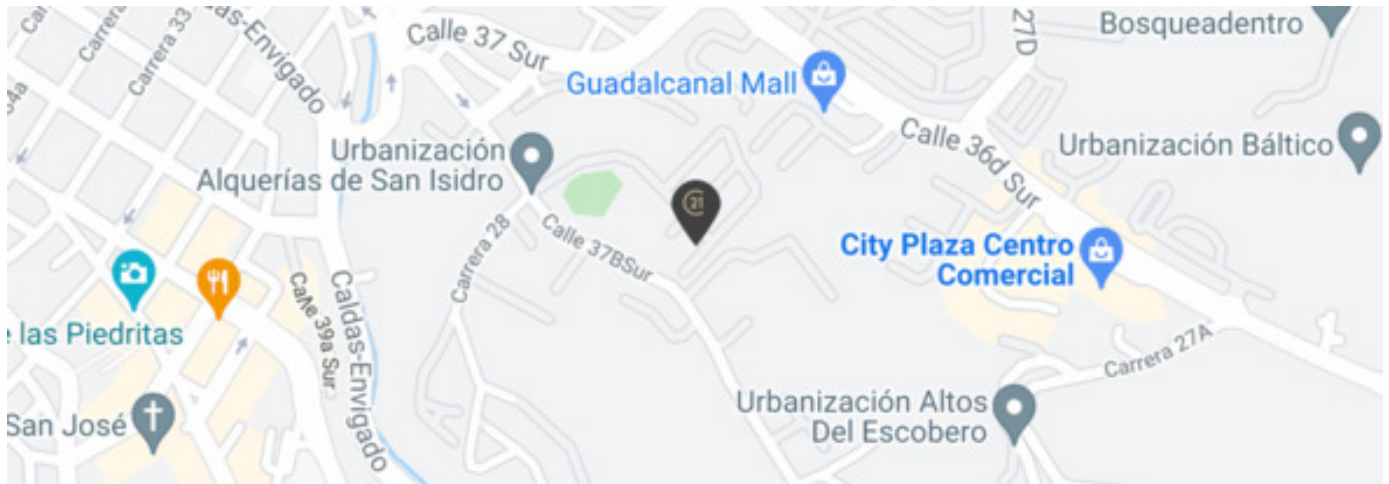 Carrera
Carrera 33
Caldas-Envigado
Calle 37 Sur
Guadalcanal Mall
27D
Bosqueadentro
34a
Urbanización
Alquerías de San Isidro
Calle 36d Sur
Urbanización Báltico
21
Carrera 28
Calle 37BSur
City Plaza Centro
Comercial
las Piedritas
Calle 39a Sur
Caldas-Envigado
Carrera 27A
San José
Urbanización Altos
Del Escobero